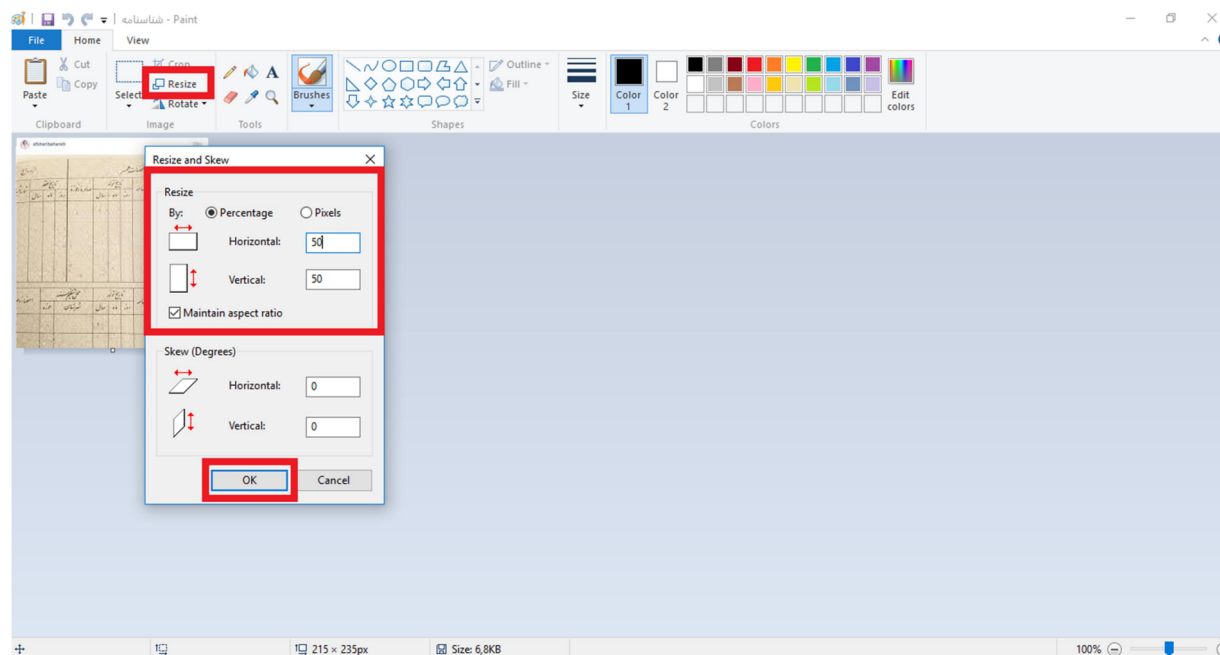 شناسنامه - Paint
File Home View
Paste
Cut
Copy
Clipboard
Select
Crop
Resize
Rotate
Image
A
Tools
Brushes
Outline
Fill
Shapes
Size
Color 1
Color 2
Edit colors
Colors
Resize and Skew
Resize
By: Percentage Pixels
Horizontal: 50
Vertical: 50
Maintain aspect ratio
Skew (Degrees)
Horizontal: 0
Vertical: 0
OK Cancel
215 × 235px Size: 6,8KB 100%